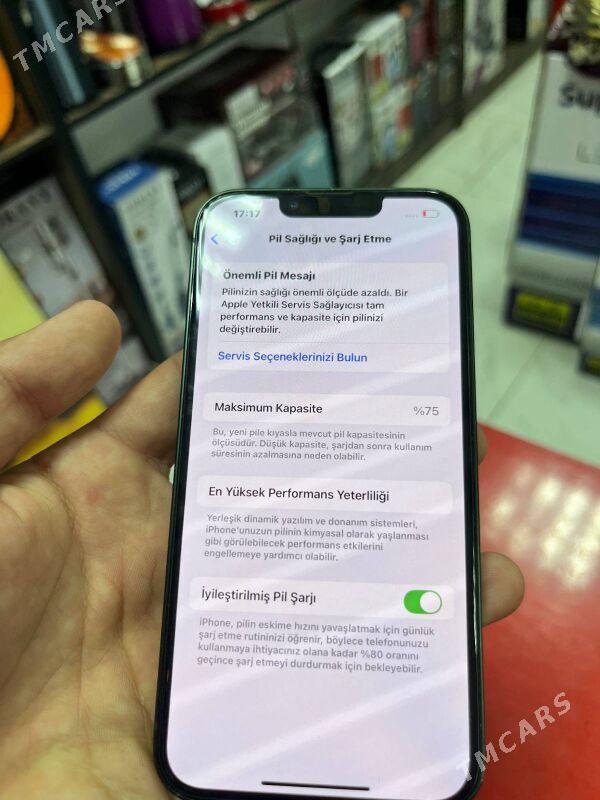 TMCARS
Sup
17:17
Pil Sağlığı ve Şarj Etme
Önemli Pil Mesajı
Pilinizin sağlığı önemli ölçüde azaldı. Bir
Apple Yetkili Servis Sağlayıcısı tam
performans ve kapasite için pilinizi
değiştirebilir.
Servis Seçeneklerinizi Bulun
Maksimum Kapasite %75
Bu, yeni pile kıyasla mevcut pil kapasitesinin
ölçüsüdür. Düşük kapasite, şarjdan sonra kullanım
süresinin azalmasına neden olabilir.
En Yüksek Performans Yeterliliği
Yerleşik dinamik yazılım ve donanım sistemleri,
iPhone'unuzun pilinin kimyasal olarak yaşlanması
gibi görülebilecek performans etkilerini
engellemeye yardımcı olabilir.
İyileştirilmiş Pil Şarjı
iPhone, pilin eskime hızını yavaşlatmak için günlük
şarj etme rutininizi öğrenir, böylece telefonunuzu
kullanmaya ihtiyacınız olana kadar %80 oranını
geçince şarj etmeyi durdurmak için bekleyebilir.
TMCARS